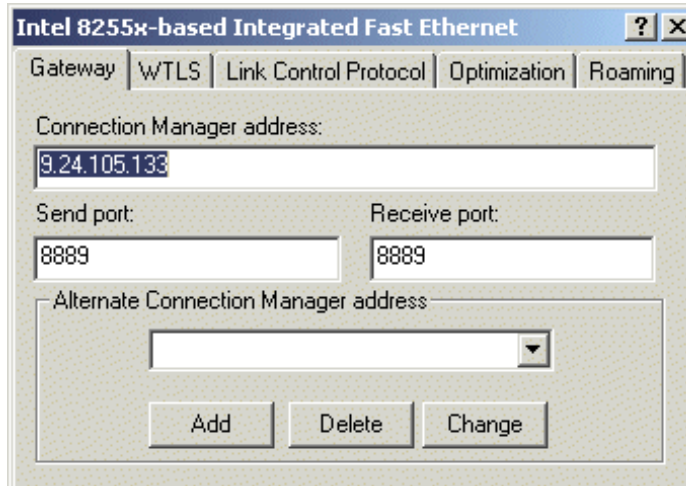 Intel 8255x-based Integrated Fast Ethernet
Gateway WTLS Link Control Protocol Optimization Roaming
Connection Manager address:
9.24.105.133
Send port: Receive port:
8889 8889
Alternate Connection Manager address
Add Delete Change